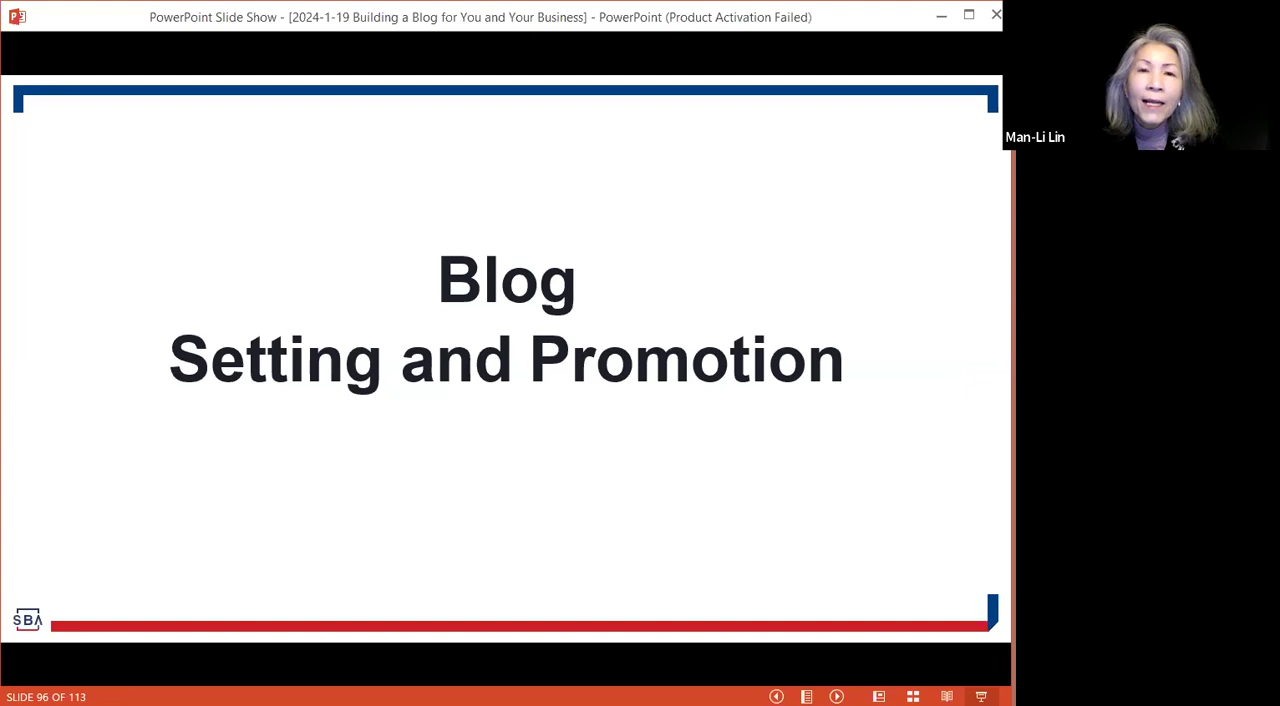 PowerPoint Slide Show - [2024-1-19 Building a Blog for You and Your Business] - PowerPoint (Product Activation Failed)
Man-Li Lin
Blog
Setting and Promotion
SBA
SLIDE 96 OF 113